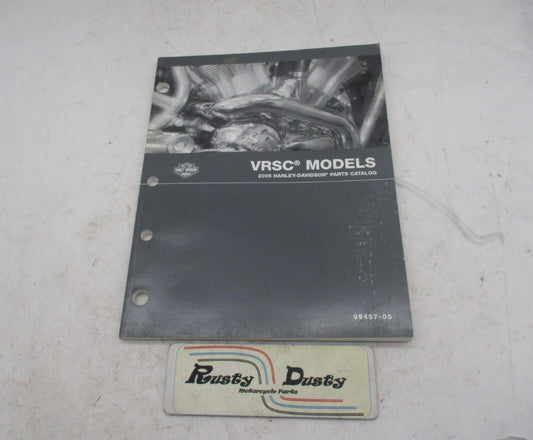 VRSC® MODELS
2005 HARLEY-DAVIDSON® PARTS CATALOG
99457-05
Rusty Dusty
Motorcycle Parts